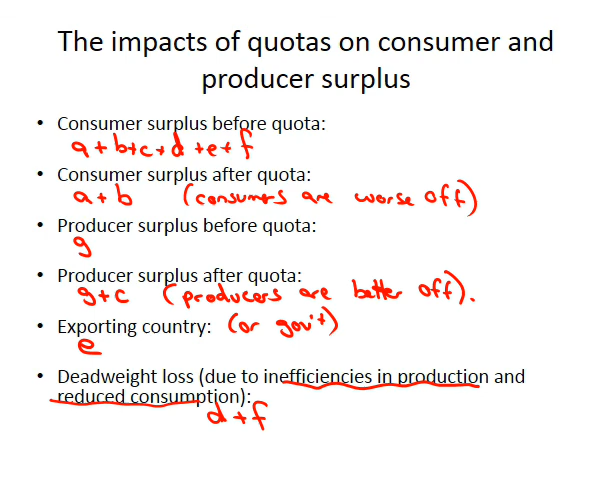 The impacts of quotas on consumer and
producer surplus
• Consumer surplus before quota:
a + b+c+ d +e+ f
• Consumer surplus after quota:
a + b (consumers are worse off)
• Producer surplus before quota:
g
• Producer surplus after quota:
g+c (producers are better off).
• Exporting country: (or gov't)
e
• Deadweight loss (due to inefficiencies in production and
reduced consumption):
d + f